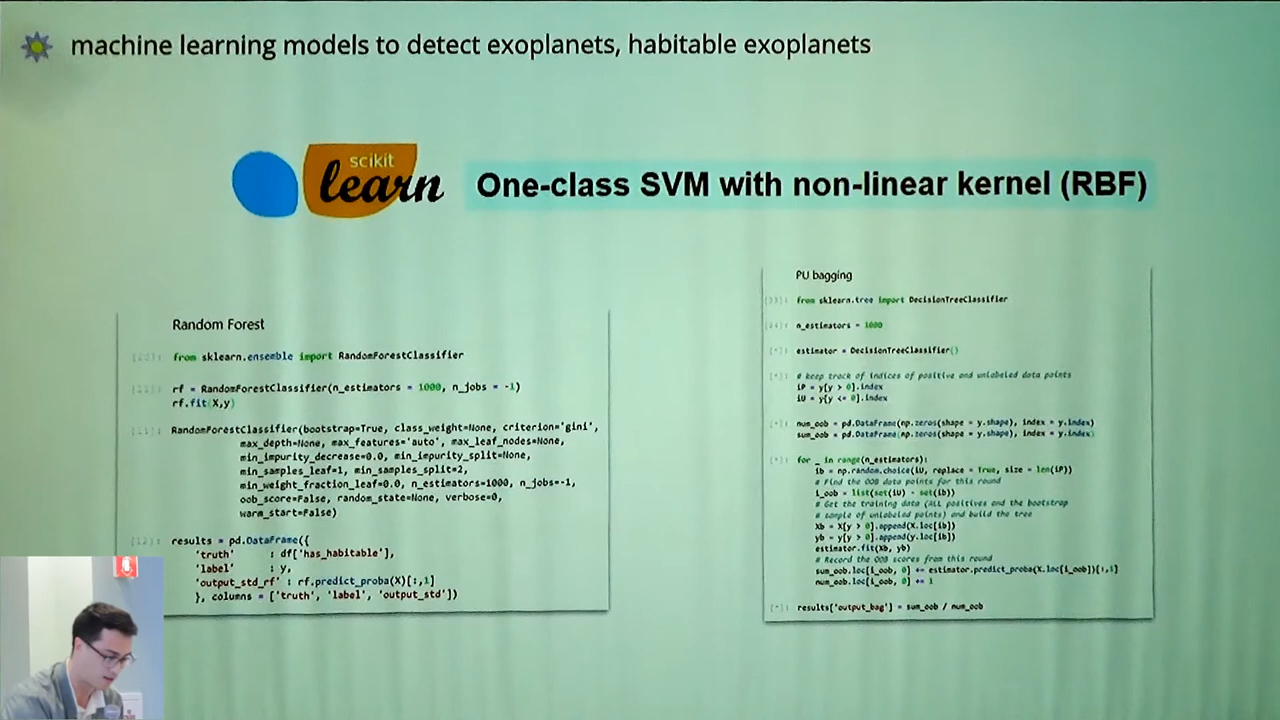 machine learning models to detect exoplanets, habitable exoplanets
scikit
learn
One-class SVM with non-linear kernel (RBF)
Random Forest
from sklearn.ensemble import RandomForestClassifier
rf = RandomForestClassifier(n_estimators = 1000, n_jobs = -1)
rf.fit(X,y)
RandomForestClassifier(bootstrap=True, class_weight=None, criterion='gini',
max_depth=None, max_features='auto', max_leaf_nodes=None,
min_impurity_decrease=0.0, min_impurity_split=None,
min_samples_leaf=1, min_samples_split=2,
min_weight_fraction_leaf=0.0, n_estimators=1000, n_jobs=-1,
oob_score=False, random_state=None, verbose=0,
warm_start=False)
results = pd.DataFrame({
'truth' : df['has_habitable'],
'label' : y,
'output_std_rf' : rf.predict_proba(X)[:,1]
}, columns = ['truth', 'label', 'output_std'])
PU bagging
from sklearn.tree import DecisionTreeClassifier
n_estimators = 1000
estimator = DecisionTreeClassifier()
# keep track of indices of positive and unlabeled data points
iP = y[y > 0].index
iU = y[y <= 0].index
num_oob = pd.DataFrame(np.zeros(shape = y.shape), index = y.index)
sum_oob = pd.DataFrame(np.zeros(shape = y.shape), index = y.index)
for _ in range(n_estimators):
ib = np.random.choice(iU, replace = True, size = len(iP))
# Find the OOB data points for this round
i_oob = list(set(iU) - set(ib))
# Get the training data (ALL positives and the bootstrap
# sample of unlabeled points) and build the tree
Xb = X[y > 0].append(X.loc[ib])
yb = y[y > 0].append(y.loc[ib])
estimator.fit(Xb, yb)
# Record the OOB scores from this round
sum_oob.loc[i_oob, 0] += estimator.predict_proba(X.loc[i_oob])[:,1]
num_oob.loc[i_oob, 0] += 1
results['output_bag'] = sum_oob / num_oob